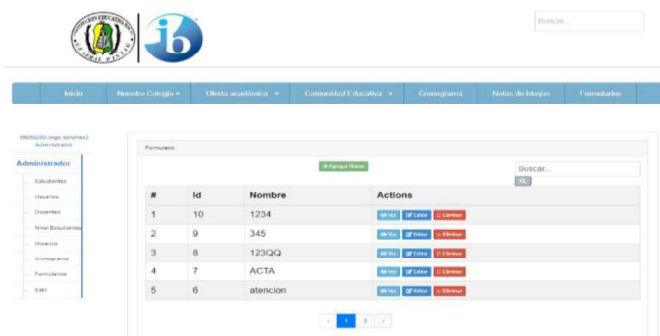 Buscar...
Inicio Nuestro Colegio Oferta académica Comunidad Educativa Cronograma Notas de bloque Formularios
Administrador
Administrador
Formulario
Estudiantes
Usuarios
Docentes
Nivel Estudiantes
Horarios
Cronograma
Formularios
Salir
+Agregar Nuevo
Buscar...
# Id Nombre Actions
1 10 1234 Ver Editar Eliminar
2 9 345 Ver Editar Eliminar
3 8 123QQ Ver Editar Eliminar
4 7 ACTA Ver Editar Eliminar
5 6 atencion Ver Editar Eliminar
‹ 1 2 ›